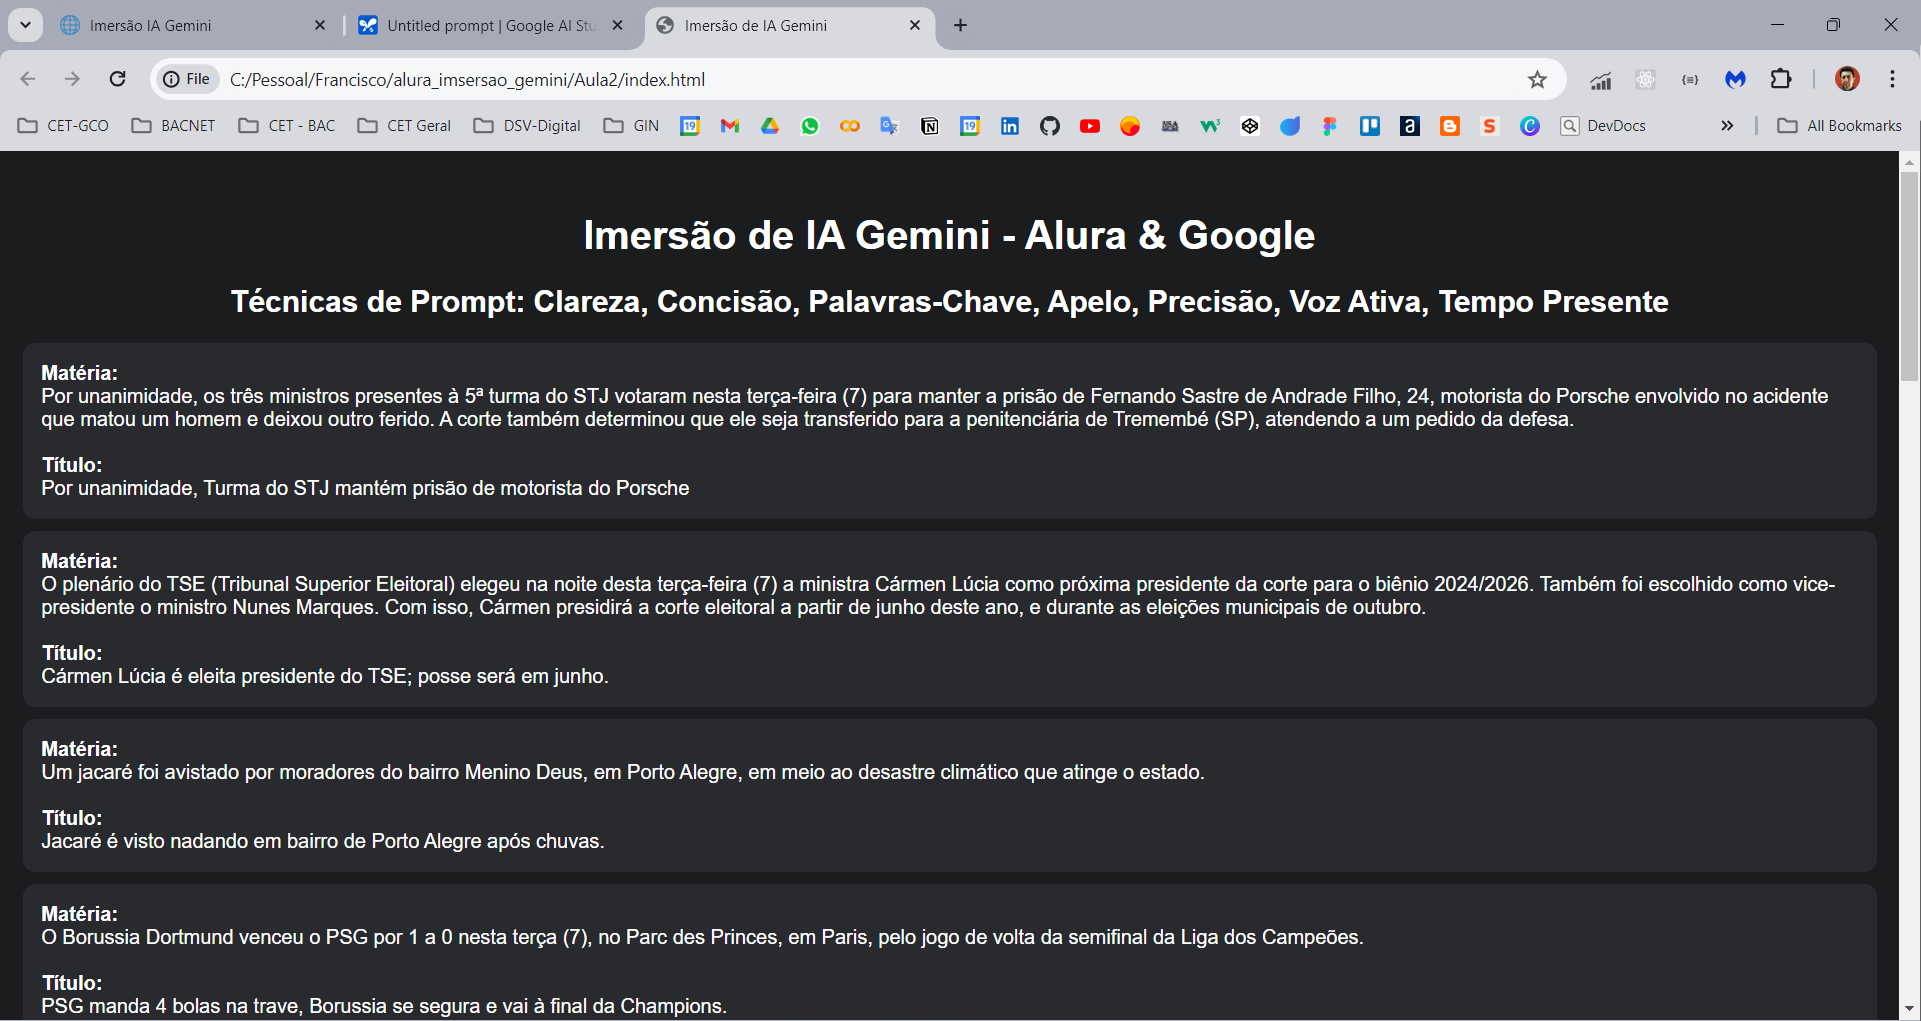 Imersão IA Gemini
Untitled prompt | Google AI Stu
Imersão de IA Gemini
File
C:/Pessoal/Francisco/alura_imsersao_gemini/Aula2/index.html
CET-GCO
BACNET
CET - BAC
CET Geral
DSV-Digital
GIN
DevDocs
All Bookmarks
Imersão de IA Gemini - Alura & Google
Técnicas de Prompt: Clareza, Concisão, Palavras-Chave, Apelo, Precisão, Voz Ativa, Tempo Presente
Matéria:
Por unanimidade, os três ministros presentes à 5ª turma do STJ votaram nesta terça-feira (7) para manter a prisão de Fernando Sastre de Andrade Filho, 24, motorista do Porsche envolvido no acidente
que matou um homem e deixou outro ferido. A corte também determinou que ele seja transferido para a penitenciária de Tremembé (SP), atendendo a um pedido da defesa.
Título:
Por unanimidade, Turma do STJ mantém prisão de motorista do Porsche
Matéria:
O plenário do TSE (Tribunal Superior Eleitoral) elegeu na noite desta terça-feira (7) a ministra Cármen Lúcia como próxima presidente da corte para o biênio 2024/2026. Também foi escolhido como vice-
presidente o ministro Nunes Marques. Com isso, Cármen presidirá a corte eleitoral a partir de junho deste ano, e durante as eleições municipais de outubro.
Título:
Cármen Lúcia é eleita presidente do TSE; posse será em junho.
Matéria:
Um jacaré foi avistado por moradores do bairro Menino Deus, em Porto Alegre, em meio ao desastre climático que atinge o estado.
Título:
Jacaré é visto nadando em bairro de Porto Alegre após chuvas.
Matéria:
O Borussia Dortmund venceu o PSG por 1 a 0 nesta terça (7), no Parc des Princes, em Paris, pelo jogo de volta da semifinal da Liga dos Campeões.
Título:
PSG manda 4 bolas na trave, Borussia se segura e vai à final da Champions.